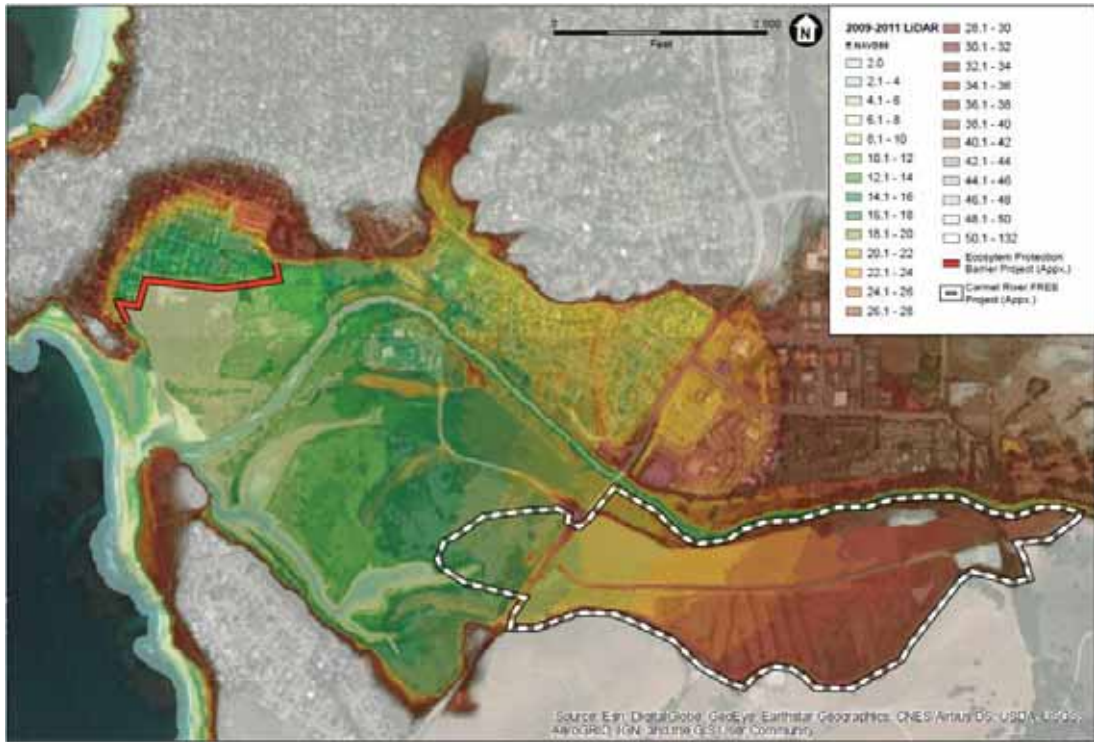 0
Feet
N
2009-2011 LiDAR
ft NAVD88
2.0
2.1 - 4
4.1 - 6
6.1 - 8
8.1 - 10
10.1 - 12
12.1 - 14
14.1 - 16
16.1 - 18
18.1 - 20
20.1 - 22
22.1 - 24
24.1 - 26
26.1 - 28
28.1 - 30
30.1 - 32
32.1 - 34
34.1 - 36
36.1 - 38
38.1 - 40
40.1 - 42
42.1 - 44
44.1 - 46
46.1 - 48
48.1 - 50
50.1 - 132
Ecosystem Protection
Barrier Project (Appx.)
Carmel River FREE
Project (Appx.)
Source: Esri, DigitalGlobe, GeoEye, Earthstar Geographics, CNES/Airbus DS, USDA, USGS,
AeroGRID, IGN, and the GIS User Community